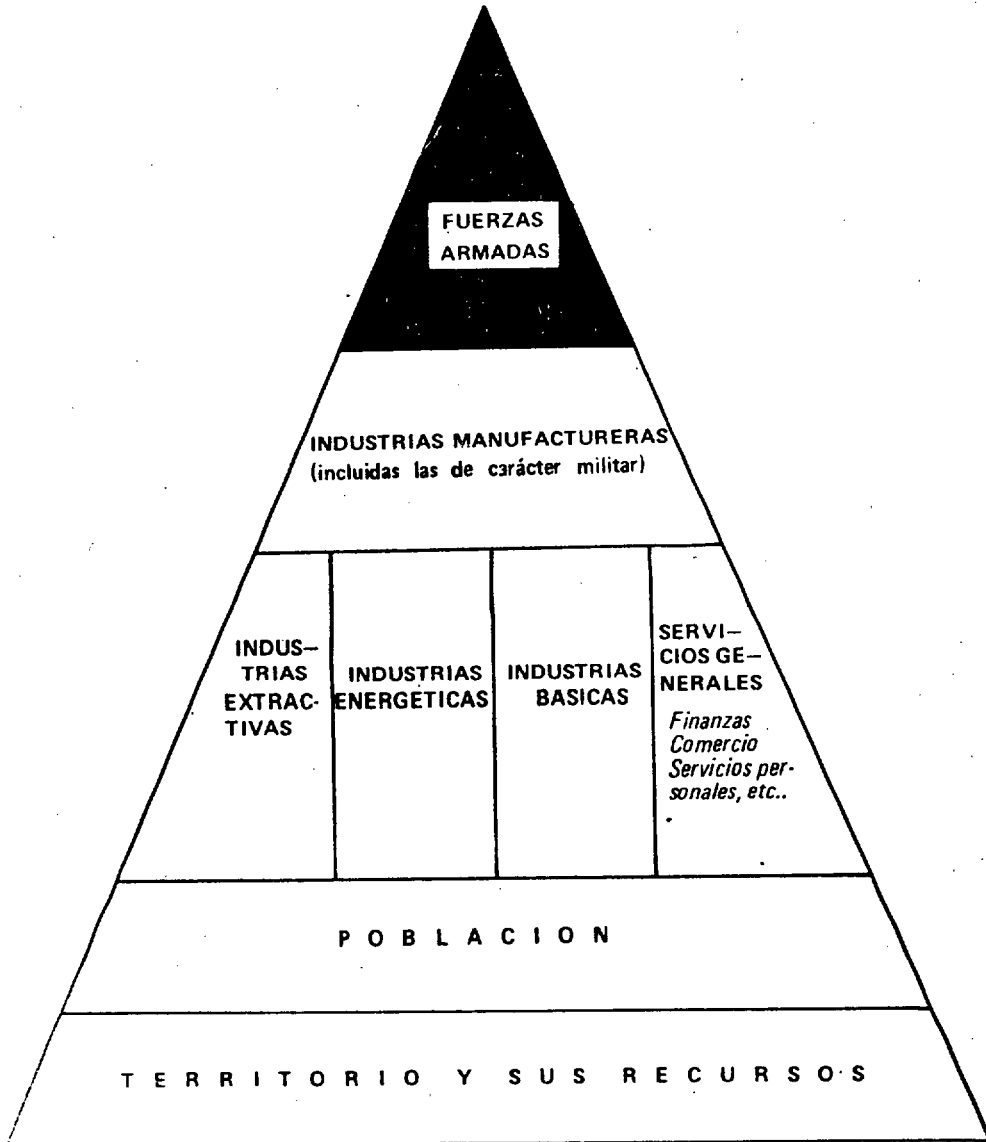 FUERZAS
ARMADAS
INDUSTRIAS MANUFACTURERAS
(incluidas las de carácter militar)
INDUS—
TRIAS
EXTRAC-
TIVAS
INDUSTRIAS
ENERGETICAS
INDUSTRIAS
BASICAS
SERVI—
CIOS GE—
NERALES
Finanzas
Comercio
Servicios per-
sonales, etc..
POBLACION
TERRITORIO Y SUS RECURSOS